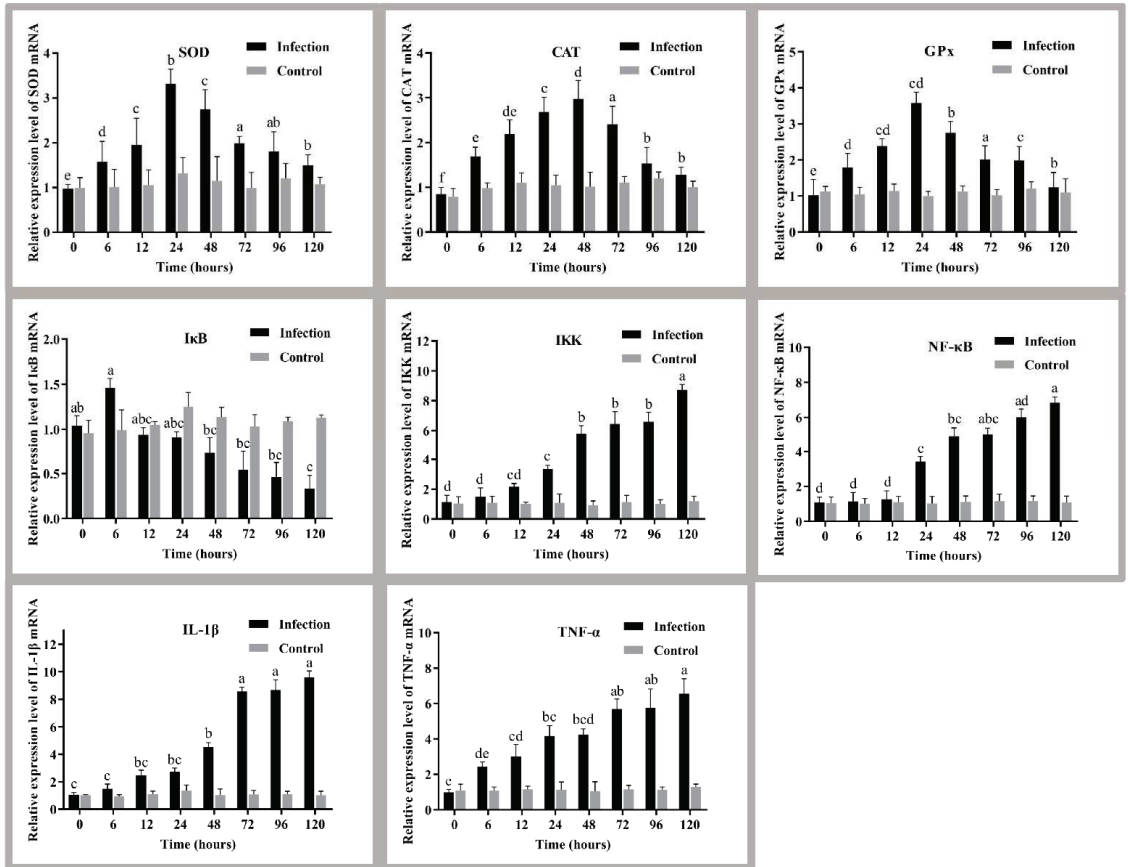 SOD
Infection
Control
Relative expression level of SOD mRNA
4
3
2
1
0
e
d
c
b
c
a
ab
b
0 6 12 24 48 72 96 120
Time (hours)
CAT
Infection
Control
Relative expression level of CAT mRNA
4
3
2
1
0
f
e
de
d
d
a
b
b
0 6 12 24 48 72 96 120
Time (hours)
GPx
Infection
Control
Relative expression level of GPx mRNA
5
4
3
2
1
0
e
d
cd
cd
b
a
c
b
0 6 12 24 48 72 96 120
Time (hours)
IκB
Infection
Control
Relative expression level of IκB mRNA
2.0
1.5
1.0
0.5
0.0
ab
a
abc
abc
bc
bc
bc
c
0 6 12 24 48 72 96 120
Time (hours)
IKK
Infection
Control
Relative expression level of IKK mRNA
12
10
8
6
4
2
0
d
d
cd
c
b
b
b
a
0 6 12 24 48 72 96 120
Time (hours)
NF-κB
Infection
Control
Relative expression level of NF-κB mRNA
8
6
4
2
0
d
d
d
c
bc
abc
ad
a
0 6 12 24 48 72 96 120
Time (hours)
IL-1β
Infection
Control
Relative expression level of IL-1β mRNA
12
10
8
6
4
2
0
c
c
bc
bc
b
a
a
a
0 6 12 24 48 72 96 120
Time (hours)
TNF-α
Infection
Control
Relative expression level of TNF-α mRNA
10
8
6
4
2
0
c
de
cd
bc
bcd
ab
ab
a
0 6 12 24 48 72 96 120
Time (hours)